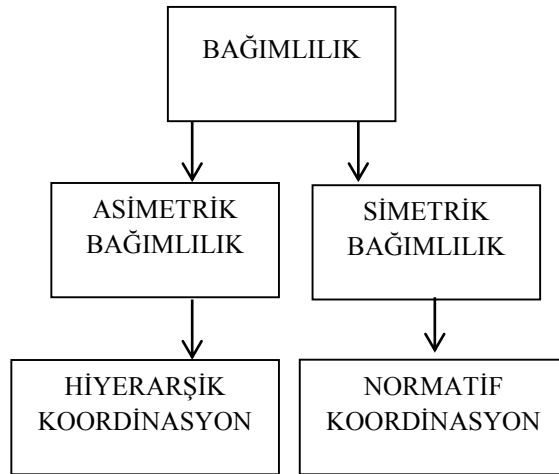 BAĞIMLILIK
ASİMETRİK
BAĞIMLILIK
SİMETRİK
BAĞIMLILIK
HİYERARŞİK
KOORDİNASYON
NORMATİF
KOORDİNASYON